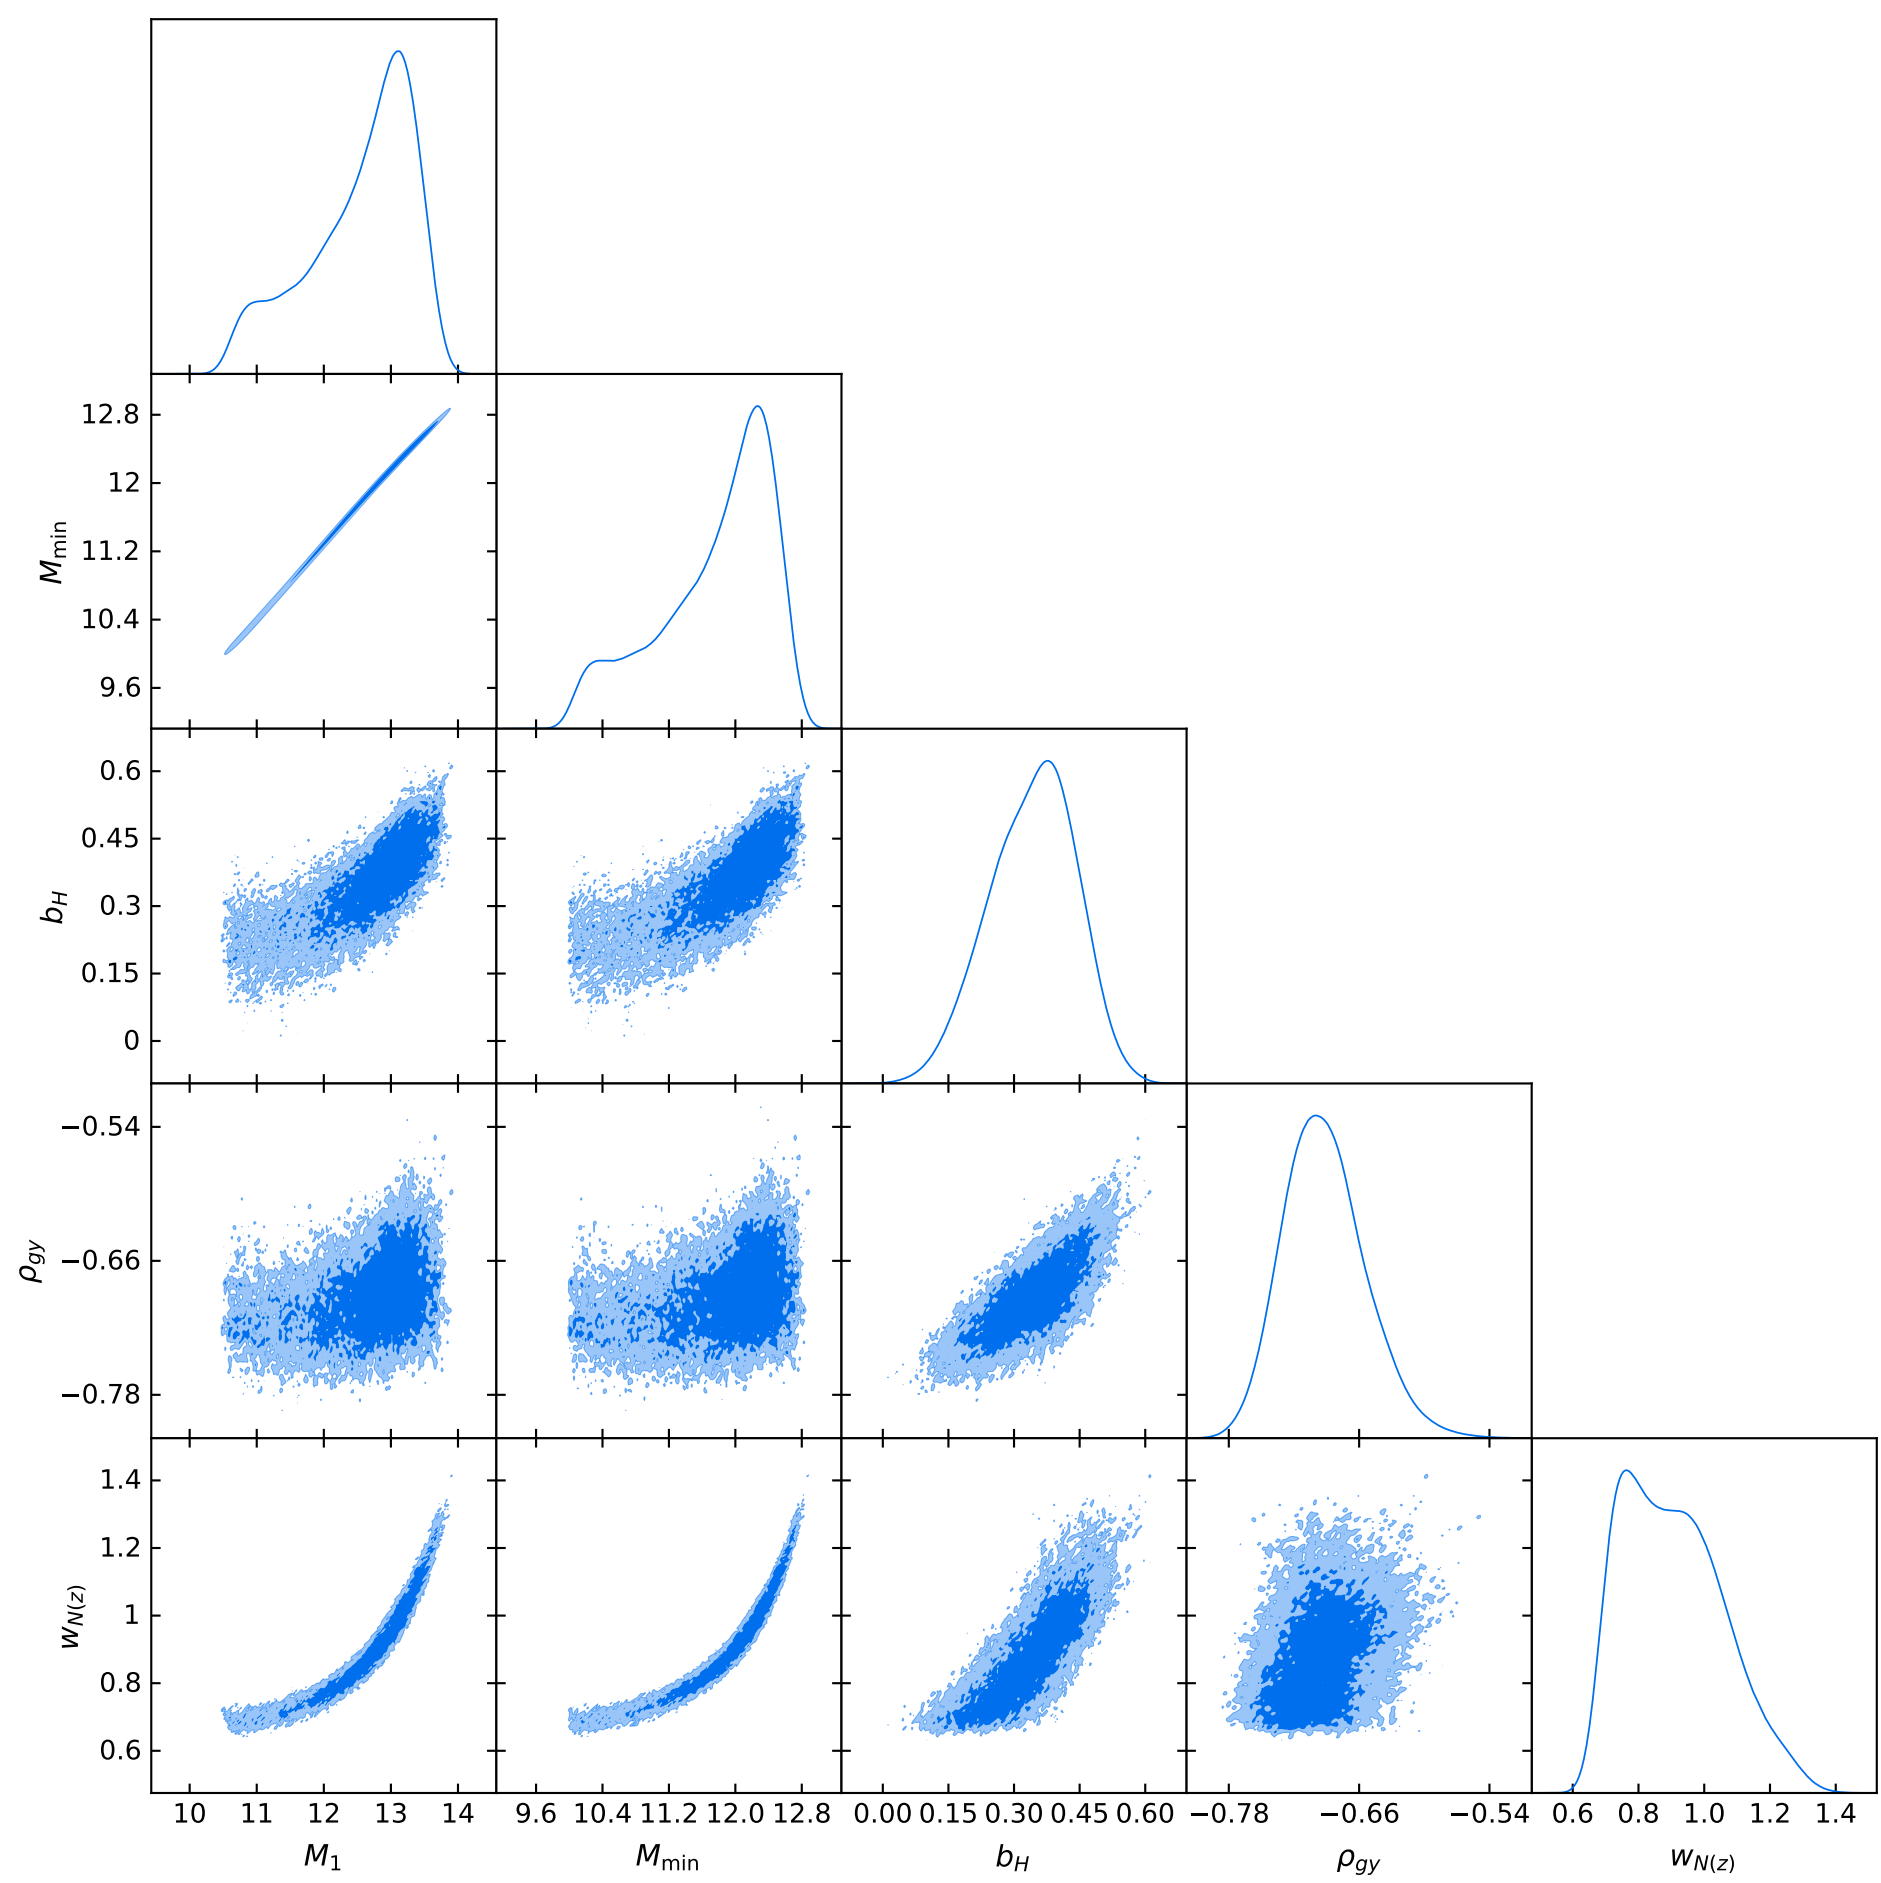 12.8
12
11.2
10.4
9.6
M_min
0.6
0.45
0.3
0.15
0
b_H
−0.54
−0.66
−0.78
ρ_gy
1.4
1.2
1
0.8
0.6
w_N(z)
10 11 12 13 14
9.6 10.4 11.2 12.0 12.8
0.00 0.15 0.30 0.45 0.60
−0.78 −0.66 −0.54
0.6 0.8 1.0 1.2 1.4
M_1 M_min b_H ρ_gy w_N(z)